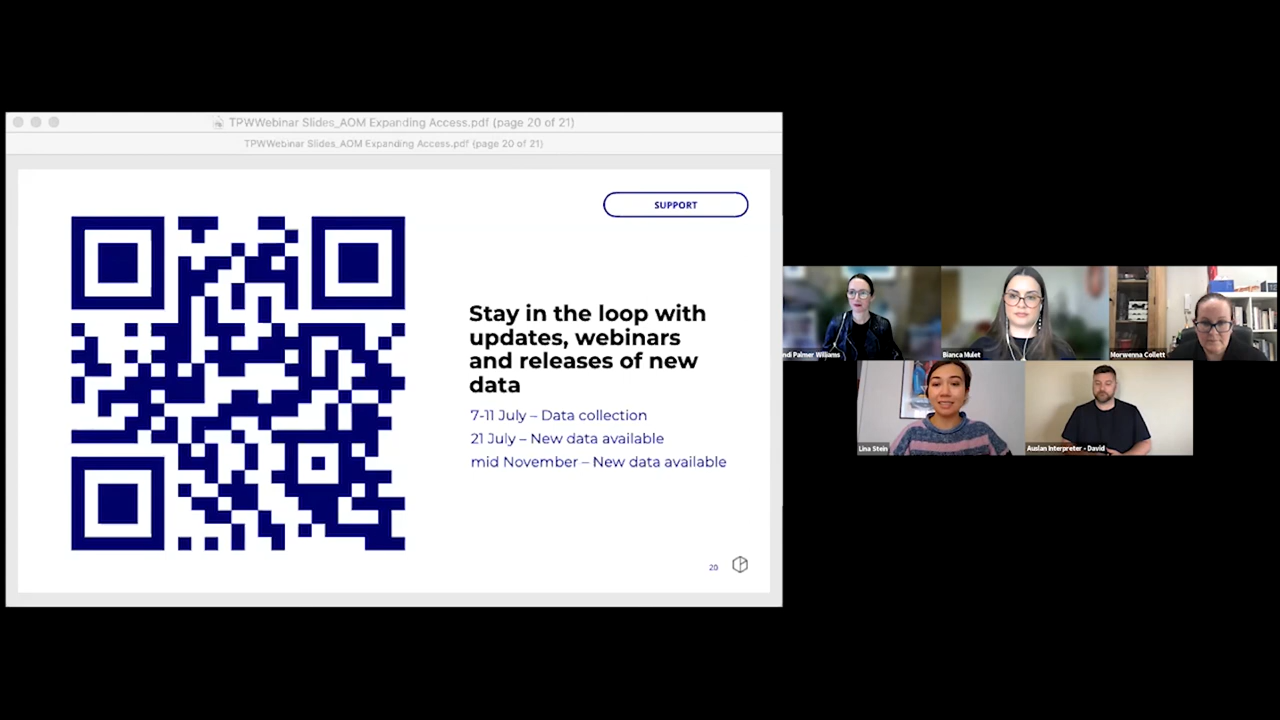 TPWWebinar Slides_AOM Expanding Access.pdf (page 20 of 21)
TPWWebinar Slides_AOM Expanding Access.pdf (page 20 of 21)
SUPPORT
Stay in the loop with
updates, webinars
and releases of new
data
7-11 July – Data collection
21 July – New data available
mid November – New data available
20
Palmer Williams
Bianca Mulet
Morwenna Collett
Lina Stein
Auslan Interpreter - David